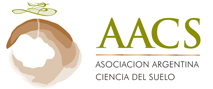 AACS
ASOCIACION ARGENTINA
CIENCIA DEL SUELO